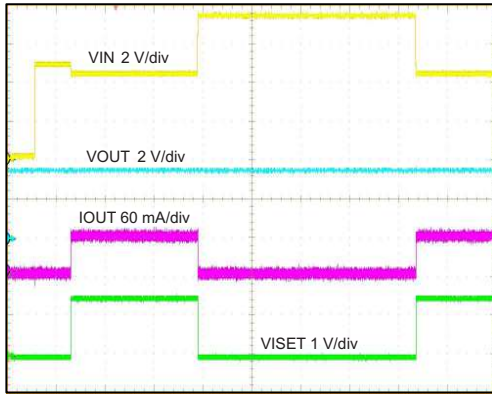 VIN 2 V/div
VOUT 2 V/div
IOUT 60 mA/div
VISET 1 V/div